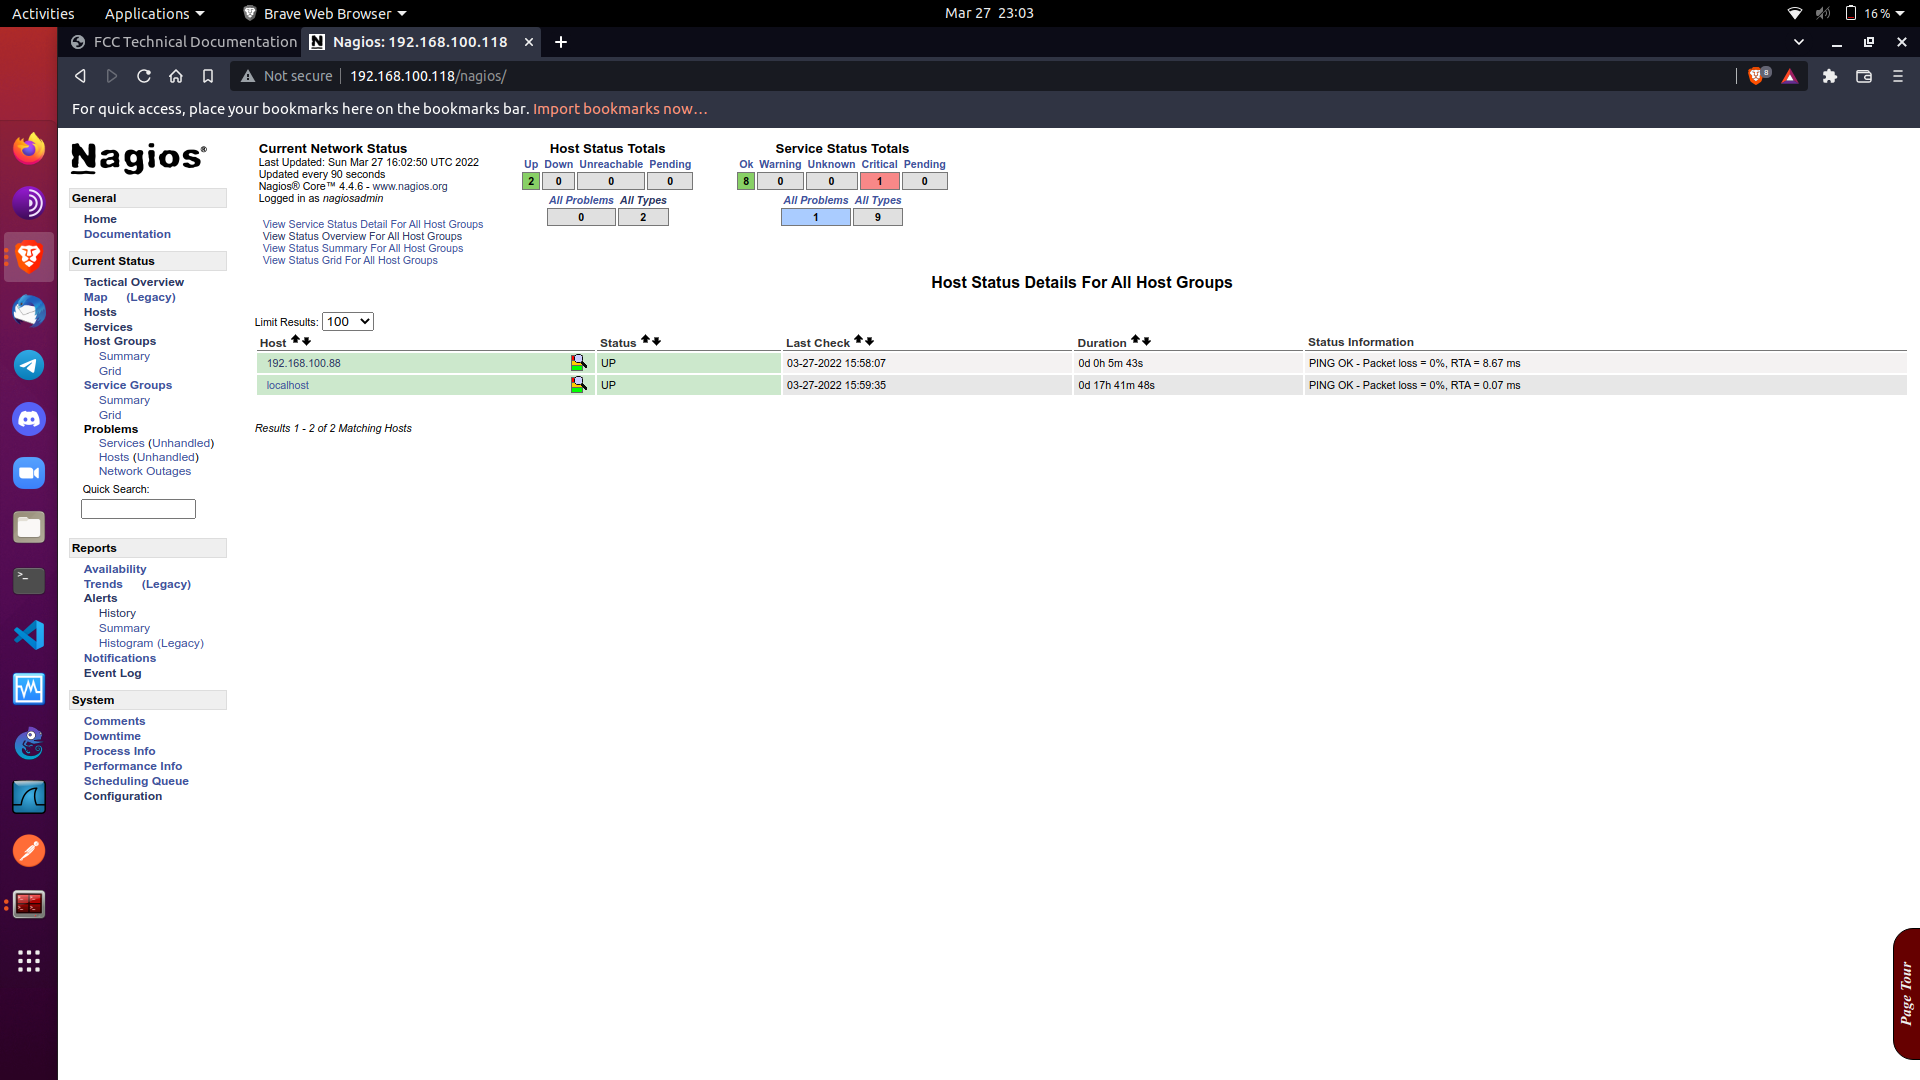 Activities Applications Brave Web Browser Mar 27 23:03 16 %
FCC Technical Documentation Nagios: 192.168.100.118
Not secure 192.168.100.118/nagios/ 8
For quick access, place your bookmarks here on the bookmarks bar. Import bookmarks now...
Nagios®
General
Home
Documentation
Current Status
Tactical Overview
Map (Legacy)
Hosts
Services
Host Groups
Summary
Grid
Service Groups
Summary
Grid
Problems
Services (Unhandled)
Hosts (Unhandled)
Network Outages
Quick Search:
Reports
Availability
Trends (Legacy)
Alerts
History
Summary
Histogram (Legacy)
Notifications
Event Log
System
Comments
Downtime
Process Info
Performance Info
Scheduling Queue
Configuration
Current Network Status
Last Updated: Sun Mar 27 16:02:50 UTC 2022
Updated every 90 seconds
Nagios® Core™ 4.4.6 - www.nagios.org
Logged in as nagiosadmin
View Service Status Detail For All Host Groups
View Status Overview For All Host Groups
View Status Summary For All Host Groups
View Status Grid For All Host Groups
Host Status Totals
Up Down Unreachable Pending
2 0 0 0
All Problems All Types
0 2
Service Status Totals
Ok Warning Unknown Critical Pending
8 0 0 1 0
All Problems All Types
1 9
Host Status Details For All Host Groups
Limit Results: 100
Host Status Last Check Duration Status Information
192.168.100.88 UP 03-27-2022 15:58:07 0d 0h 5m 43s PING OK - Packet loss = 0%, RTA = 8.67 ms
localhost UP 03-27-2022 15:59:35 0d 17h 41m 48s PING OK - Packet loss = 0%, RTA = 0.07 ms
Results 1 - 2 of 2 Matching Hosts
Page Tour